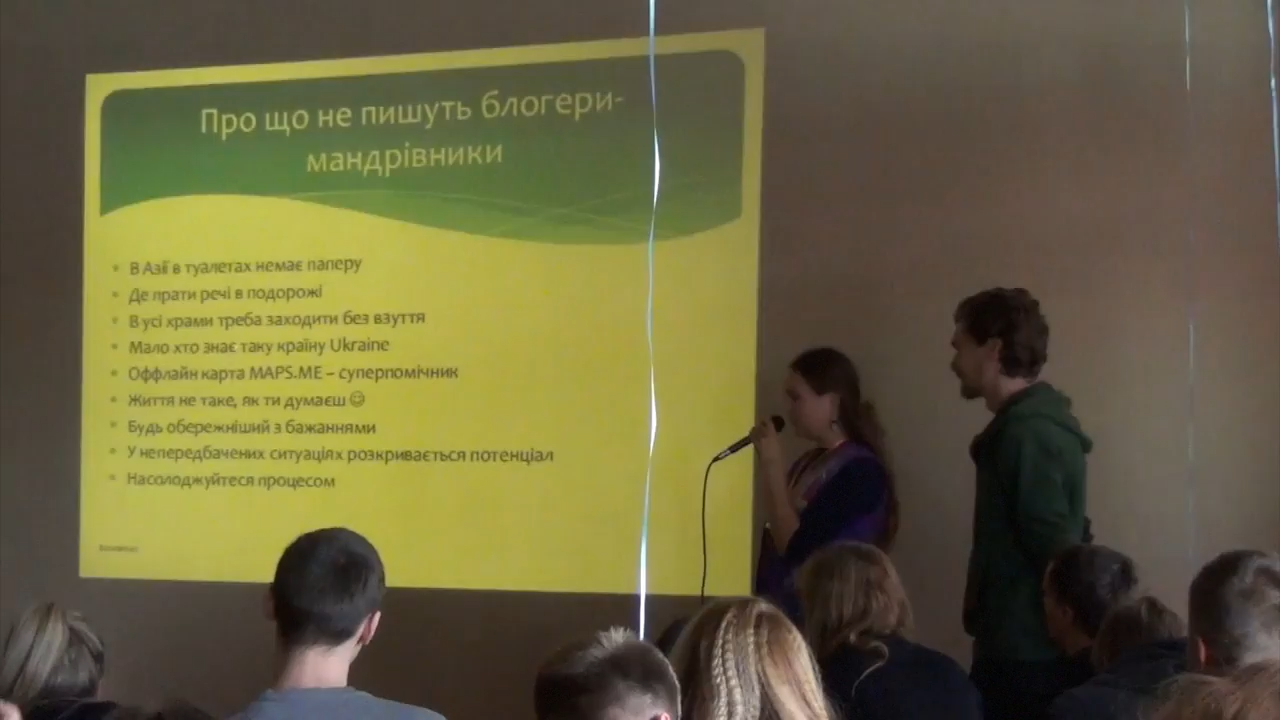 Про що не пишуть блогери-
мандрівники
• В Азії в туалетах немає паперу
• Де прати речі в подорожі
• В усі храми треба заходити без взуття
• Мало хто знає таку країну Ukraine
• Оффлайн карта MAPS.ME – суперпомічник
• Життя не таке, як ти думаєш ☺
• Будь обережніший з бажаннями
• У непередбачених ситуаціях розкривається потенціал
• Насолоджуйтеся процесом